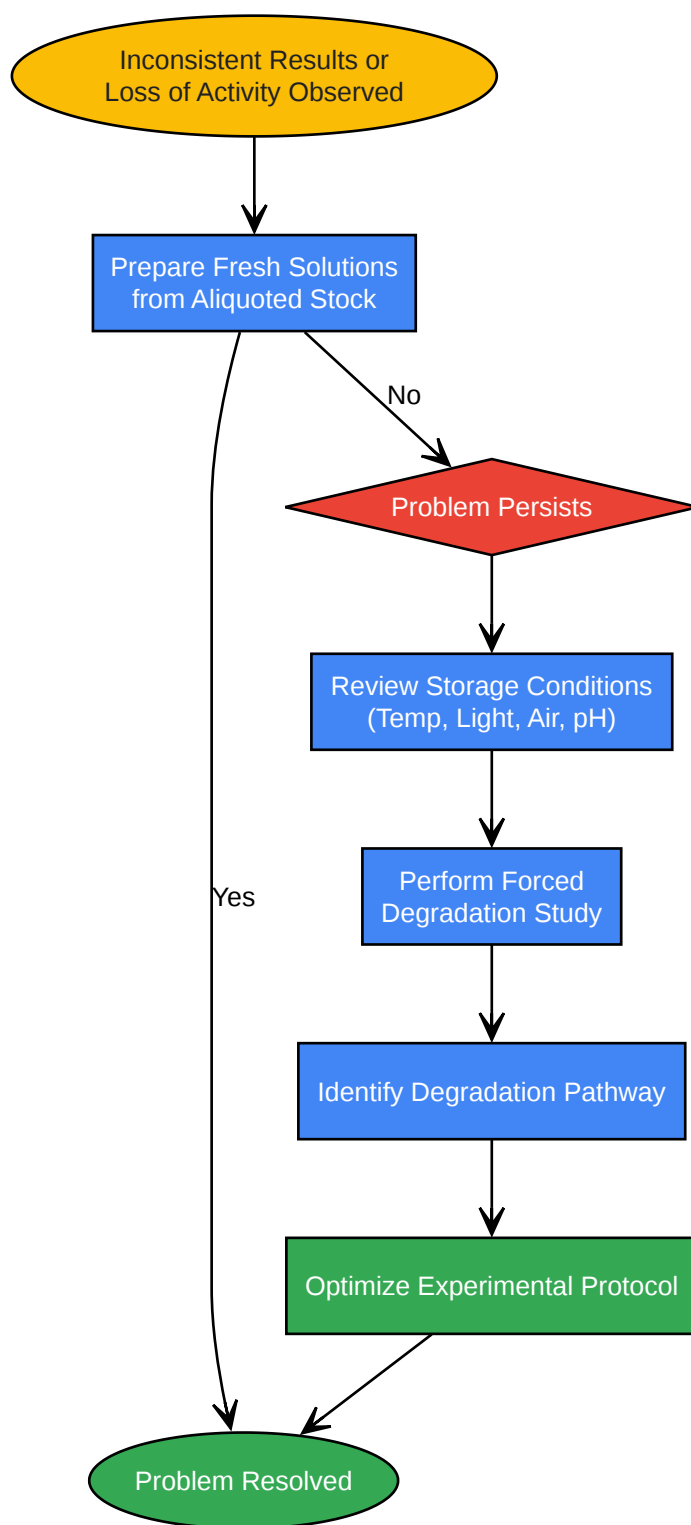 Inconsistent Results or
Loss of Activity Observed
Prepare Fresh Solutions
from Aliquoted Stock
No
Problem Persists
Review Storage Conditions
(Temp, Light, Air, pH)
Perform Forced
Degradation Study
Yes
Identify Degradation Pathway
Optimize Experimental Protocol
Problem Resolved